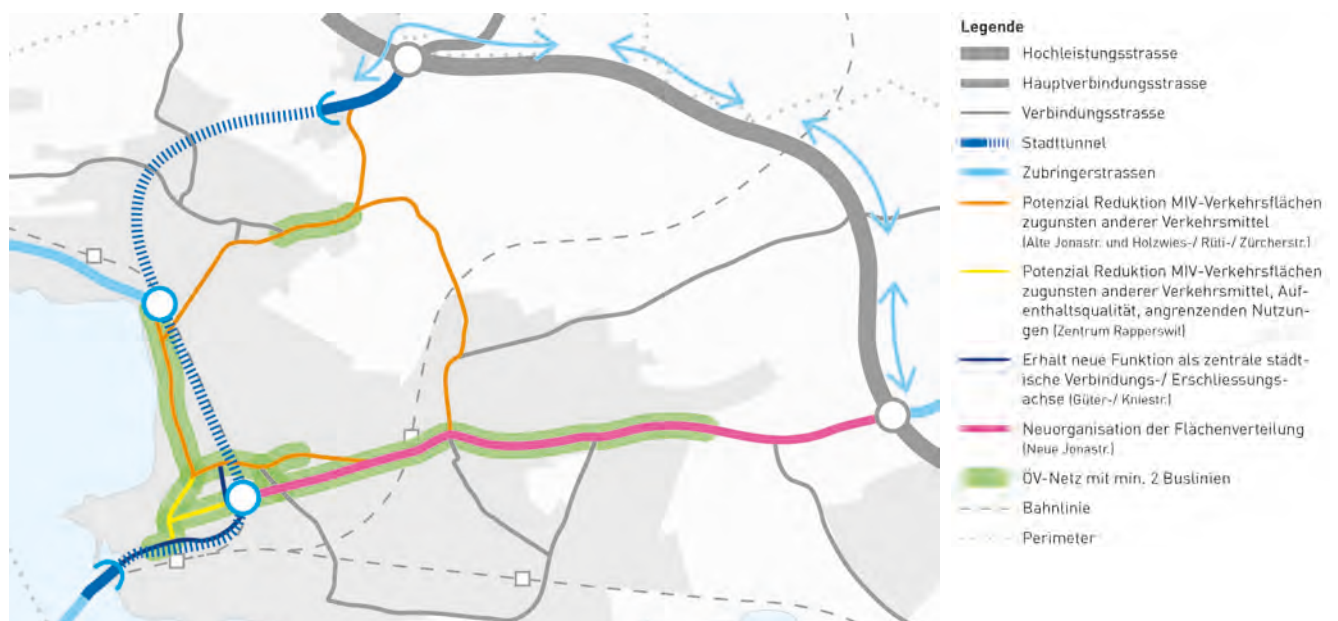 Legende
Hochleistungsstrasse
Hauptverbindungsstrasse
Verbindungsstrasse
Stadttunnel
Zubringerstrassen
Potenzial Reduktion MIV-Verkehrsflächen
zugunsten anderer Verkehrsmittel
(Alte Jonastr. und Holzwies-/ Rüti-/ Zürcherstr.)
Potenzial Reduktion MIV-Verkehrsflächen
zugunsten anderer Verkehrsmittel, Auf-
enthaltsqualität, angrenzenden Nutzun-
gen (Zentrum Rapperswil)
Erhält neue Funktion als zentrale städt-
ische Verbindungs-/ Erschliessungs-
achse (Güter-/ Kniestr.)
Neuorganisation der Flächenverteilung
(Neue Jonastr.)
ÖV-Netz mit min. 2 Buslinien
Bahnlinie
Perimeter